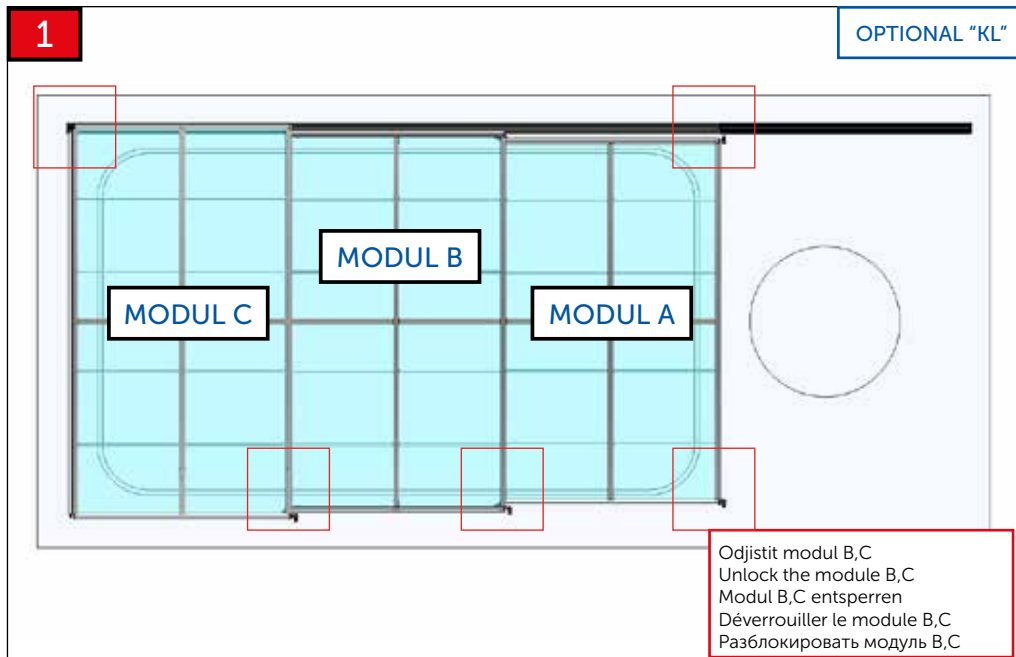 1
OPTIONAL “KL”
MODUL B
MODUL C
MODUL A
Odjistit modul B,C
Unlock the module B,C
Modul B,C entsperren
Déverrouiller le module B,C
Разблокировать модуль B,C